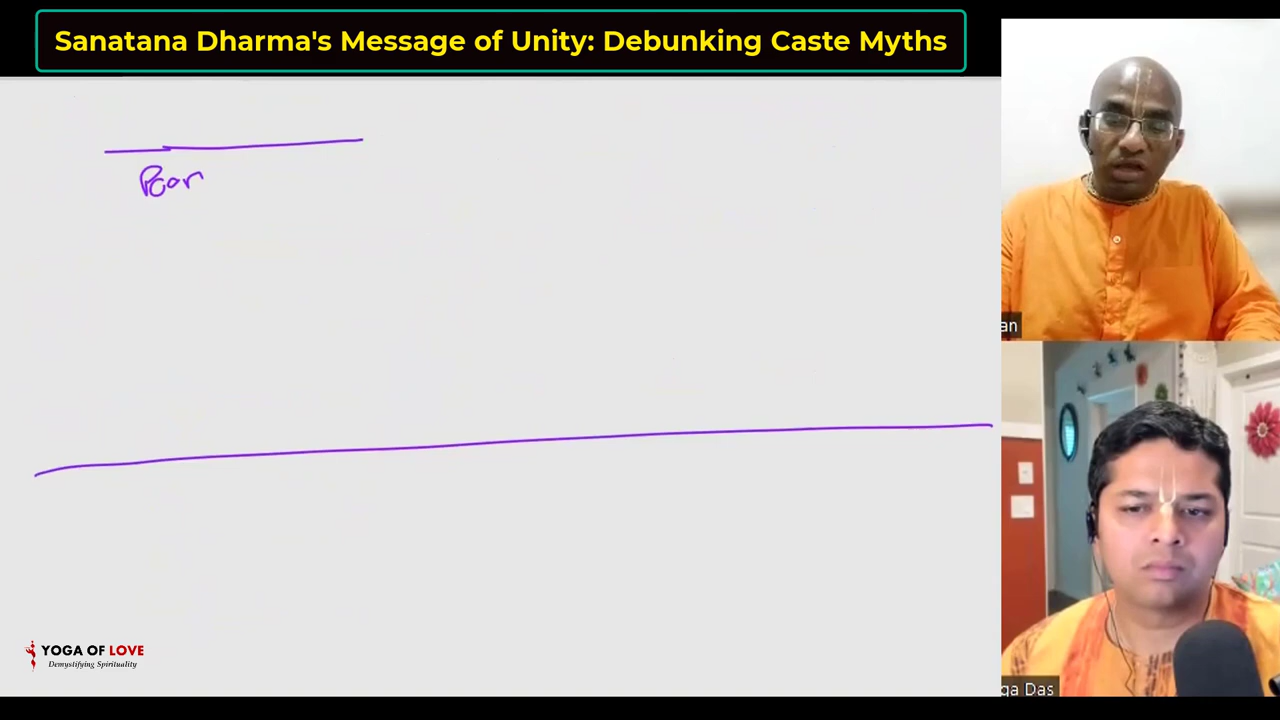 Sanatana Dharma's Message of Unity: Debunking Caste Myths
Poor
an
YOGA OF LOVE
Demystifying Spirituality
ga Das